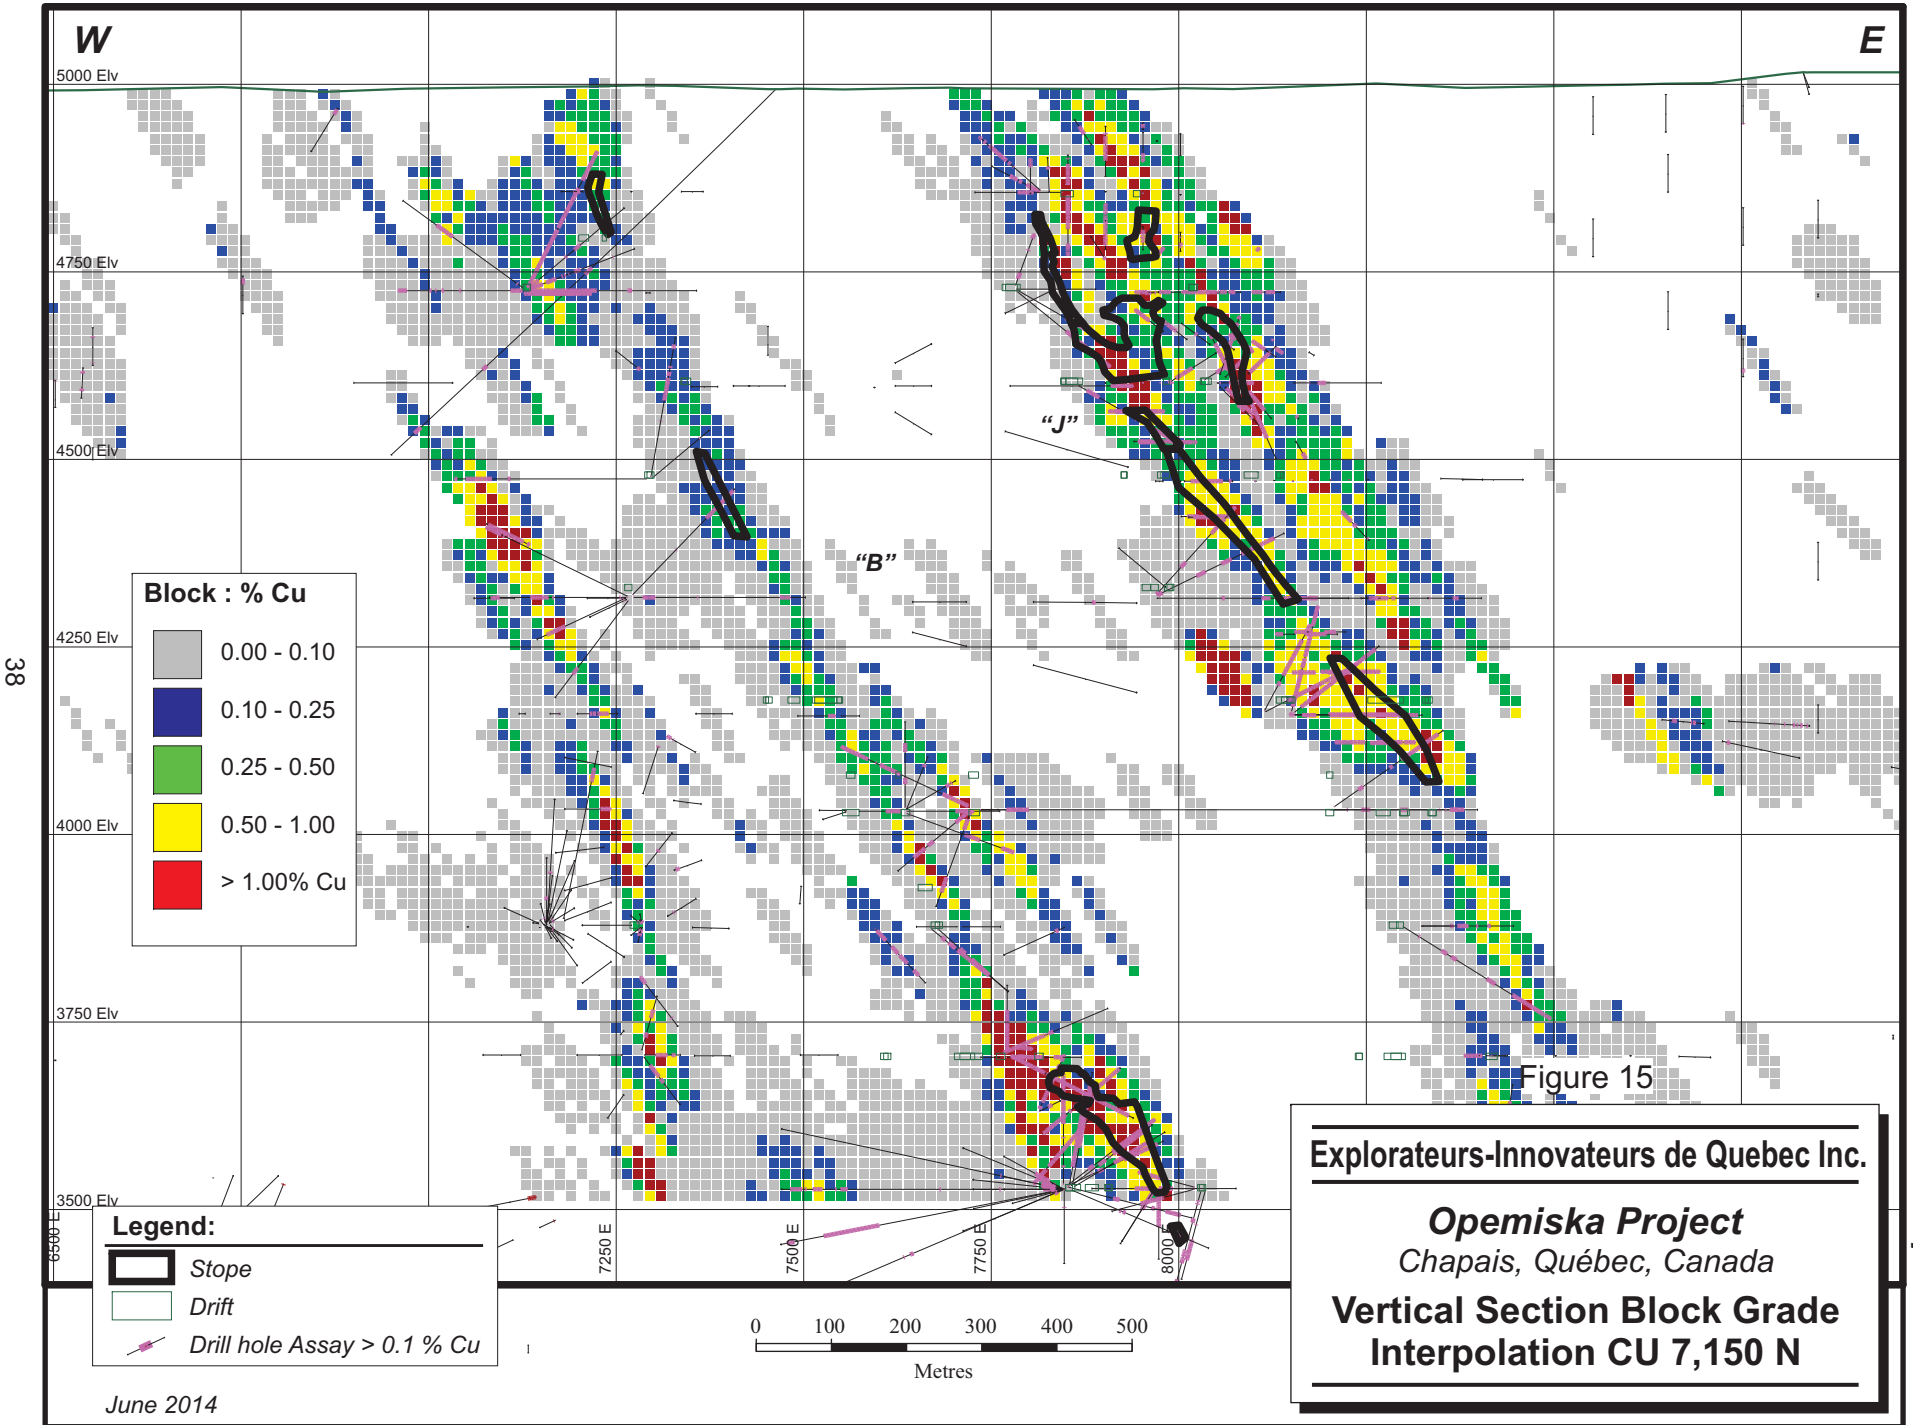 W
E
5000 Elv
4750 Elv
4500 Elv
4250 Elv
4000 Elv
3750 Elv
3500 Elv
“J”
“B”
Block : % Cu
0.00 - 0.10
0.10 - 0.25
0.25 - 0.50
0.50 - 1.00
> 1.00% Cu
38
6500 E
7250 E
7500 E
7750 E
8000 E
Figure 15
Legend:
Stope
Drift
Drill hole Assay > 0.1 % Cu
June 2014
0 100 200 300 400 500
Metres
Explorateurs-Innovateurs de Quebec Inc.
Opemiska Project
Chapais, Québec, Canada
Vertical Section Block Grade
Interpolation CU 7,150 N